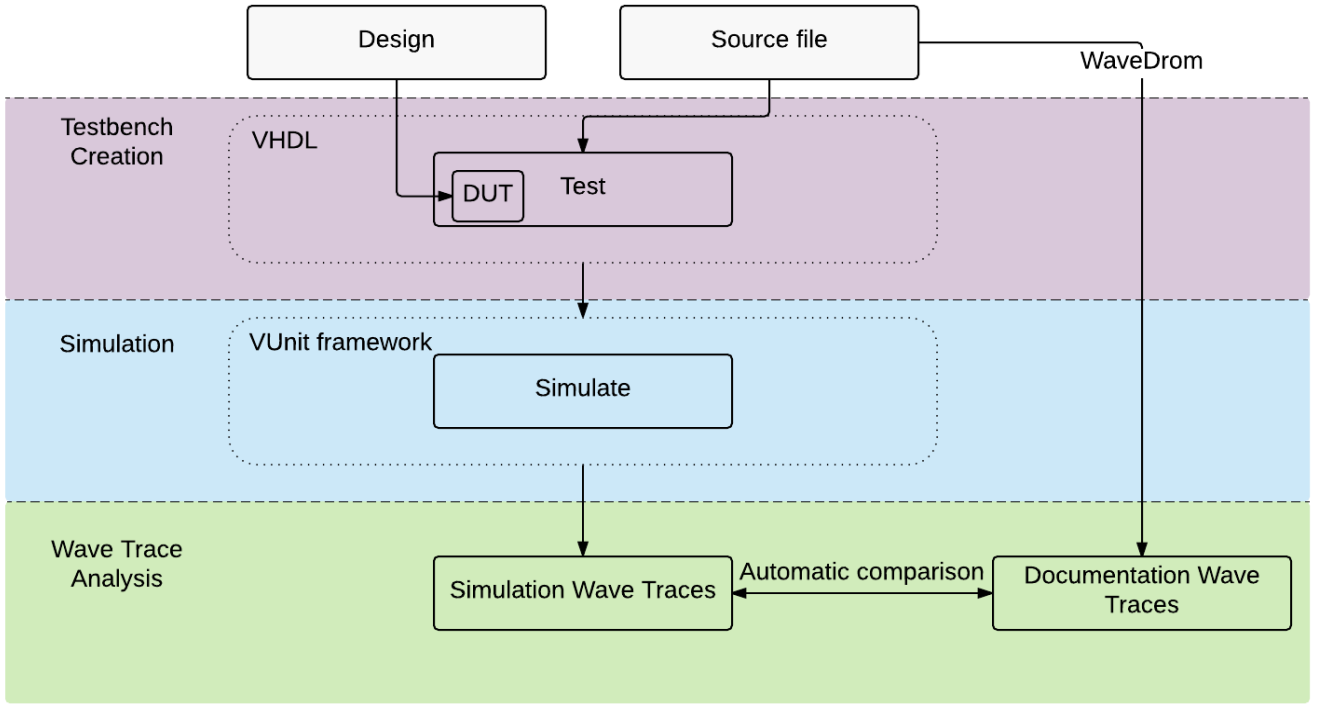 Design
Source file
WaveDrom
Testbench
Creation
VHDL
DUT
Test
Simulation
VUnit framework
Simulate
Wave Trace
Analysis
Simulation Wave Traces
Automatic comparison
Documentation Wave
Traces